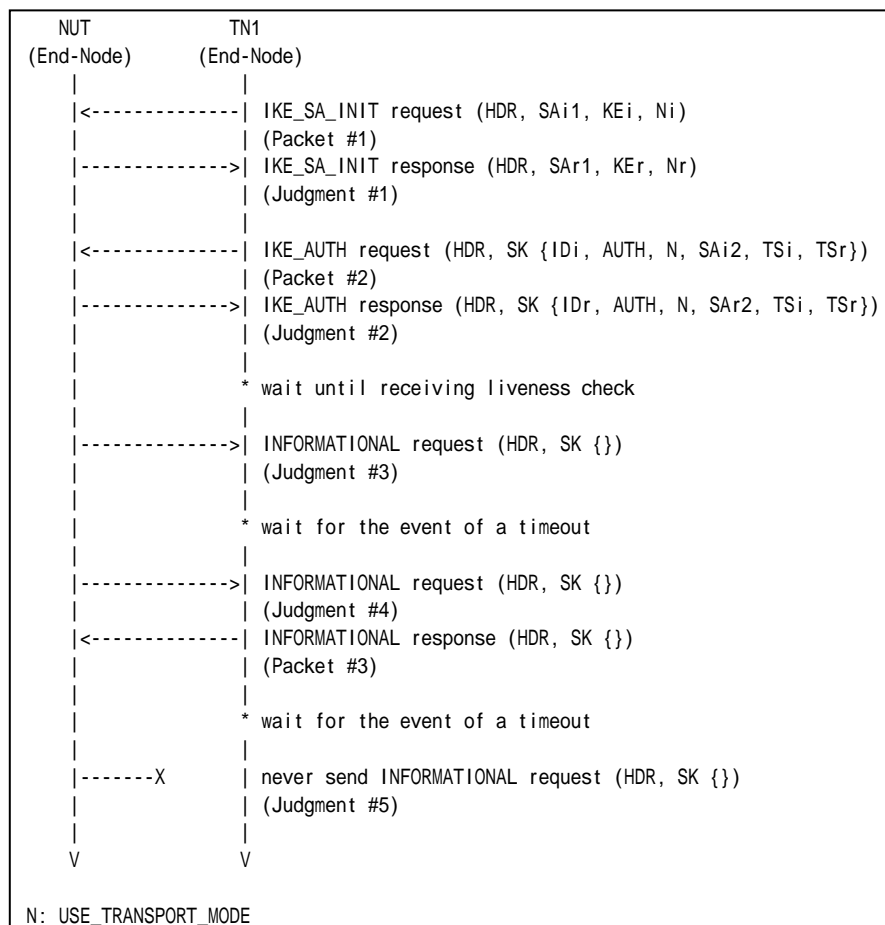 NUT TN1
(End-Node) (End-Node)
| |
|<--------------| IKE_SA_INIT request (HDR, SAi1, KEi, Ni)
| | (Packet #1)
|-------------->| IKE_SA_INIT response (HDR, SAr1, KEr, Nr)
| | (Judgment #1)
| |
|<--------------| IKE_AUTH request (HDR, SK {IDi, AUTH, N, SAi2, TSi, TSr})
| | (Packet #2)
|-------------->| IKE_AUTH response (HDR, SK {IDr, AUTH, N, SAr2, TSi, TSr})
| | (Judgment #2)
| |
| * wait until receiving liveness check
| |
|-------------->| INFORMATIONAL request (HDR, SK {})
| | (Judgment #3)
| |
| * wait for the event of a timeout
| |
|-------------->| INFORMATIONAL request (HDR, SK {})
| | (Judgment #4)
|<--------------| INFORMATIONAL response (HDR, SK {})
| | (Packet #3)
| |
| * wait for the event of a timeout
| |
|-------X | never send INFORMATIONAL request (HDR, SK {})
| | (Judgment #5)
| |
V V
N: USE_TRANSPORT_MODE